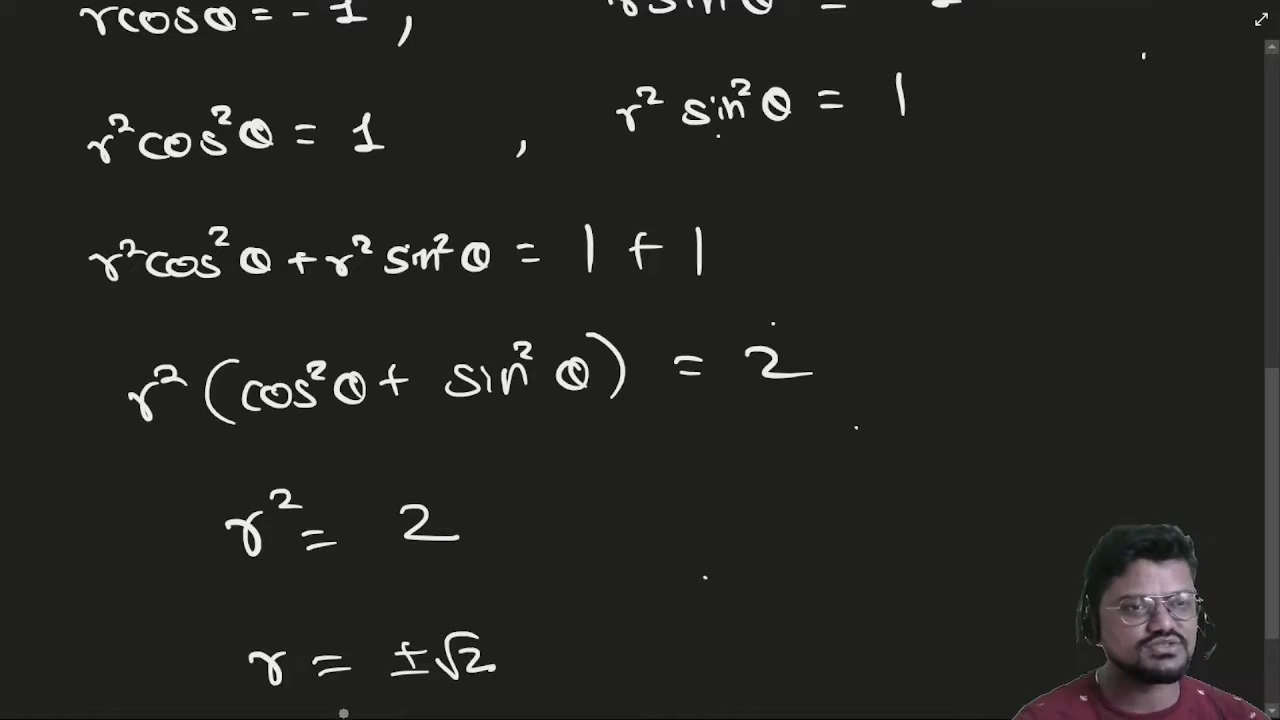 rcosθ = -1 , rsinθ =
r²cos²θ = 1 , r² sin²θ = 1
r²cos²θ + r² sin²θ = 1 + 1
r² (cos²θ + sin²θ) = 2
r² = 2
r = ±√2